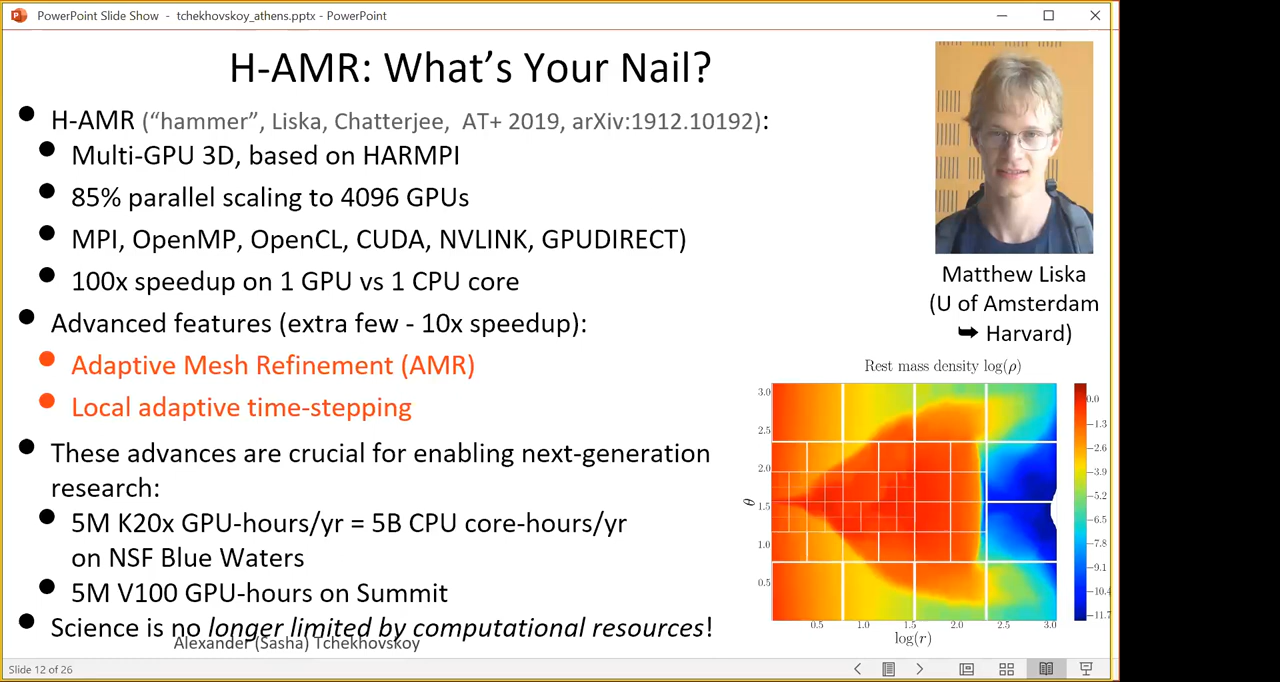 PowerPoint Slide Show - tchekhovskoy_athens.pptx - PowerPoint
H-AMR: What's Your Nail?
H-AMR ("hammer", Liska, Chatterjee, AT+ 2019, arXiv:1912.10192):
Multi-GPU 3D, based on HARMPI
85% parallel scaling to 4096 GPUs
MPI, OpenMP, OpenCL, CUDA, NVLINK, GPUDIRECT)
100x speedup on 1 GPU vs 1 CPU core
Advanced features (extra few - 10x speedup):
Adaptive Mesh Refinement (AMR)
Local adaptive time-stepping
These advances are crucial for enabling next-generation
research:
5M K20x GPU-hours/yr = 5B CPU core-hours/yr
on NSF Blue Waters
5M V100 GPU-hours on Summit
Science is no longer limited by computational resources!
Alexander (Sasha) Tchekhovskoy
Matthew Liska
(U of Amsterdam
➥ Harvard)
Rest mass density log(ρ)
3.0
2.5
2.0
1.5
1.0
0.5
θ
0.5
1.0
1.5
2.0
2.5
3.0
log(r)
0.0
−1.3
−2.6
−3.9
−5.2
−6.5
−7.8
−9.1
−10.4
−11.7
Slide 12 of 26